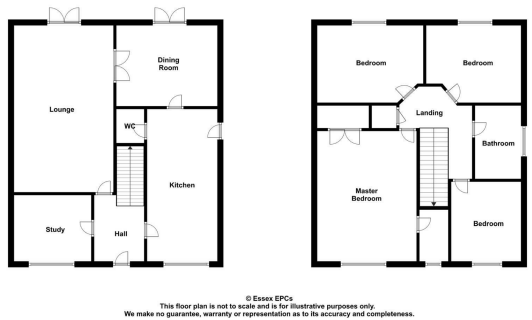 Dining
Room
Lounge
WC
Kitchen
Study
Hall
Bedroom
Bedroom
Landing
Bathroom
Master
Bedroom
Bedroom
© Essex EPCs
This floor plan is not to scale and is for illustrative purposes only.
We make no guarantee, warranty or representation as to its accuracy and completeness.